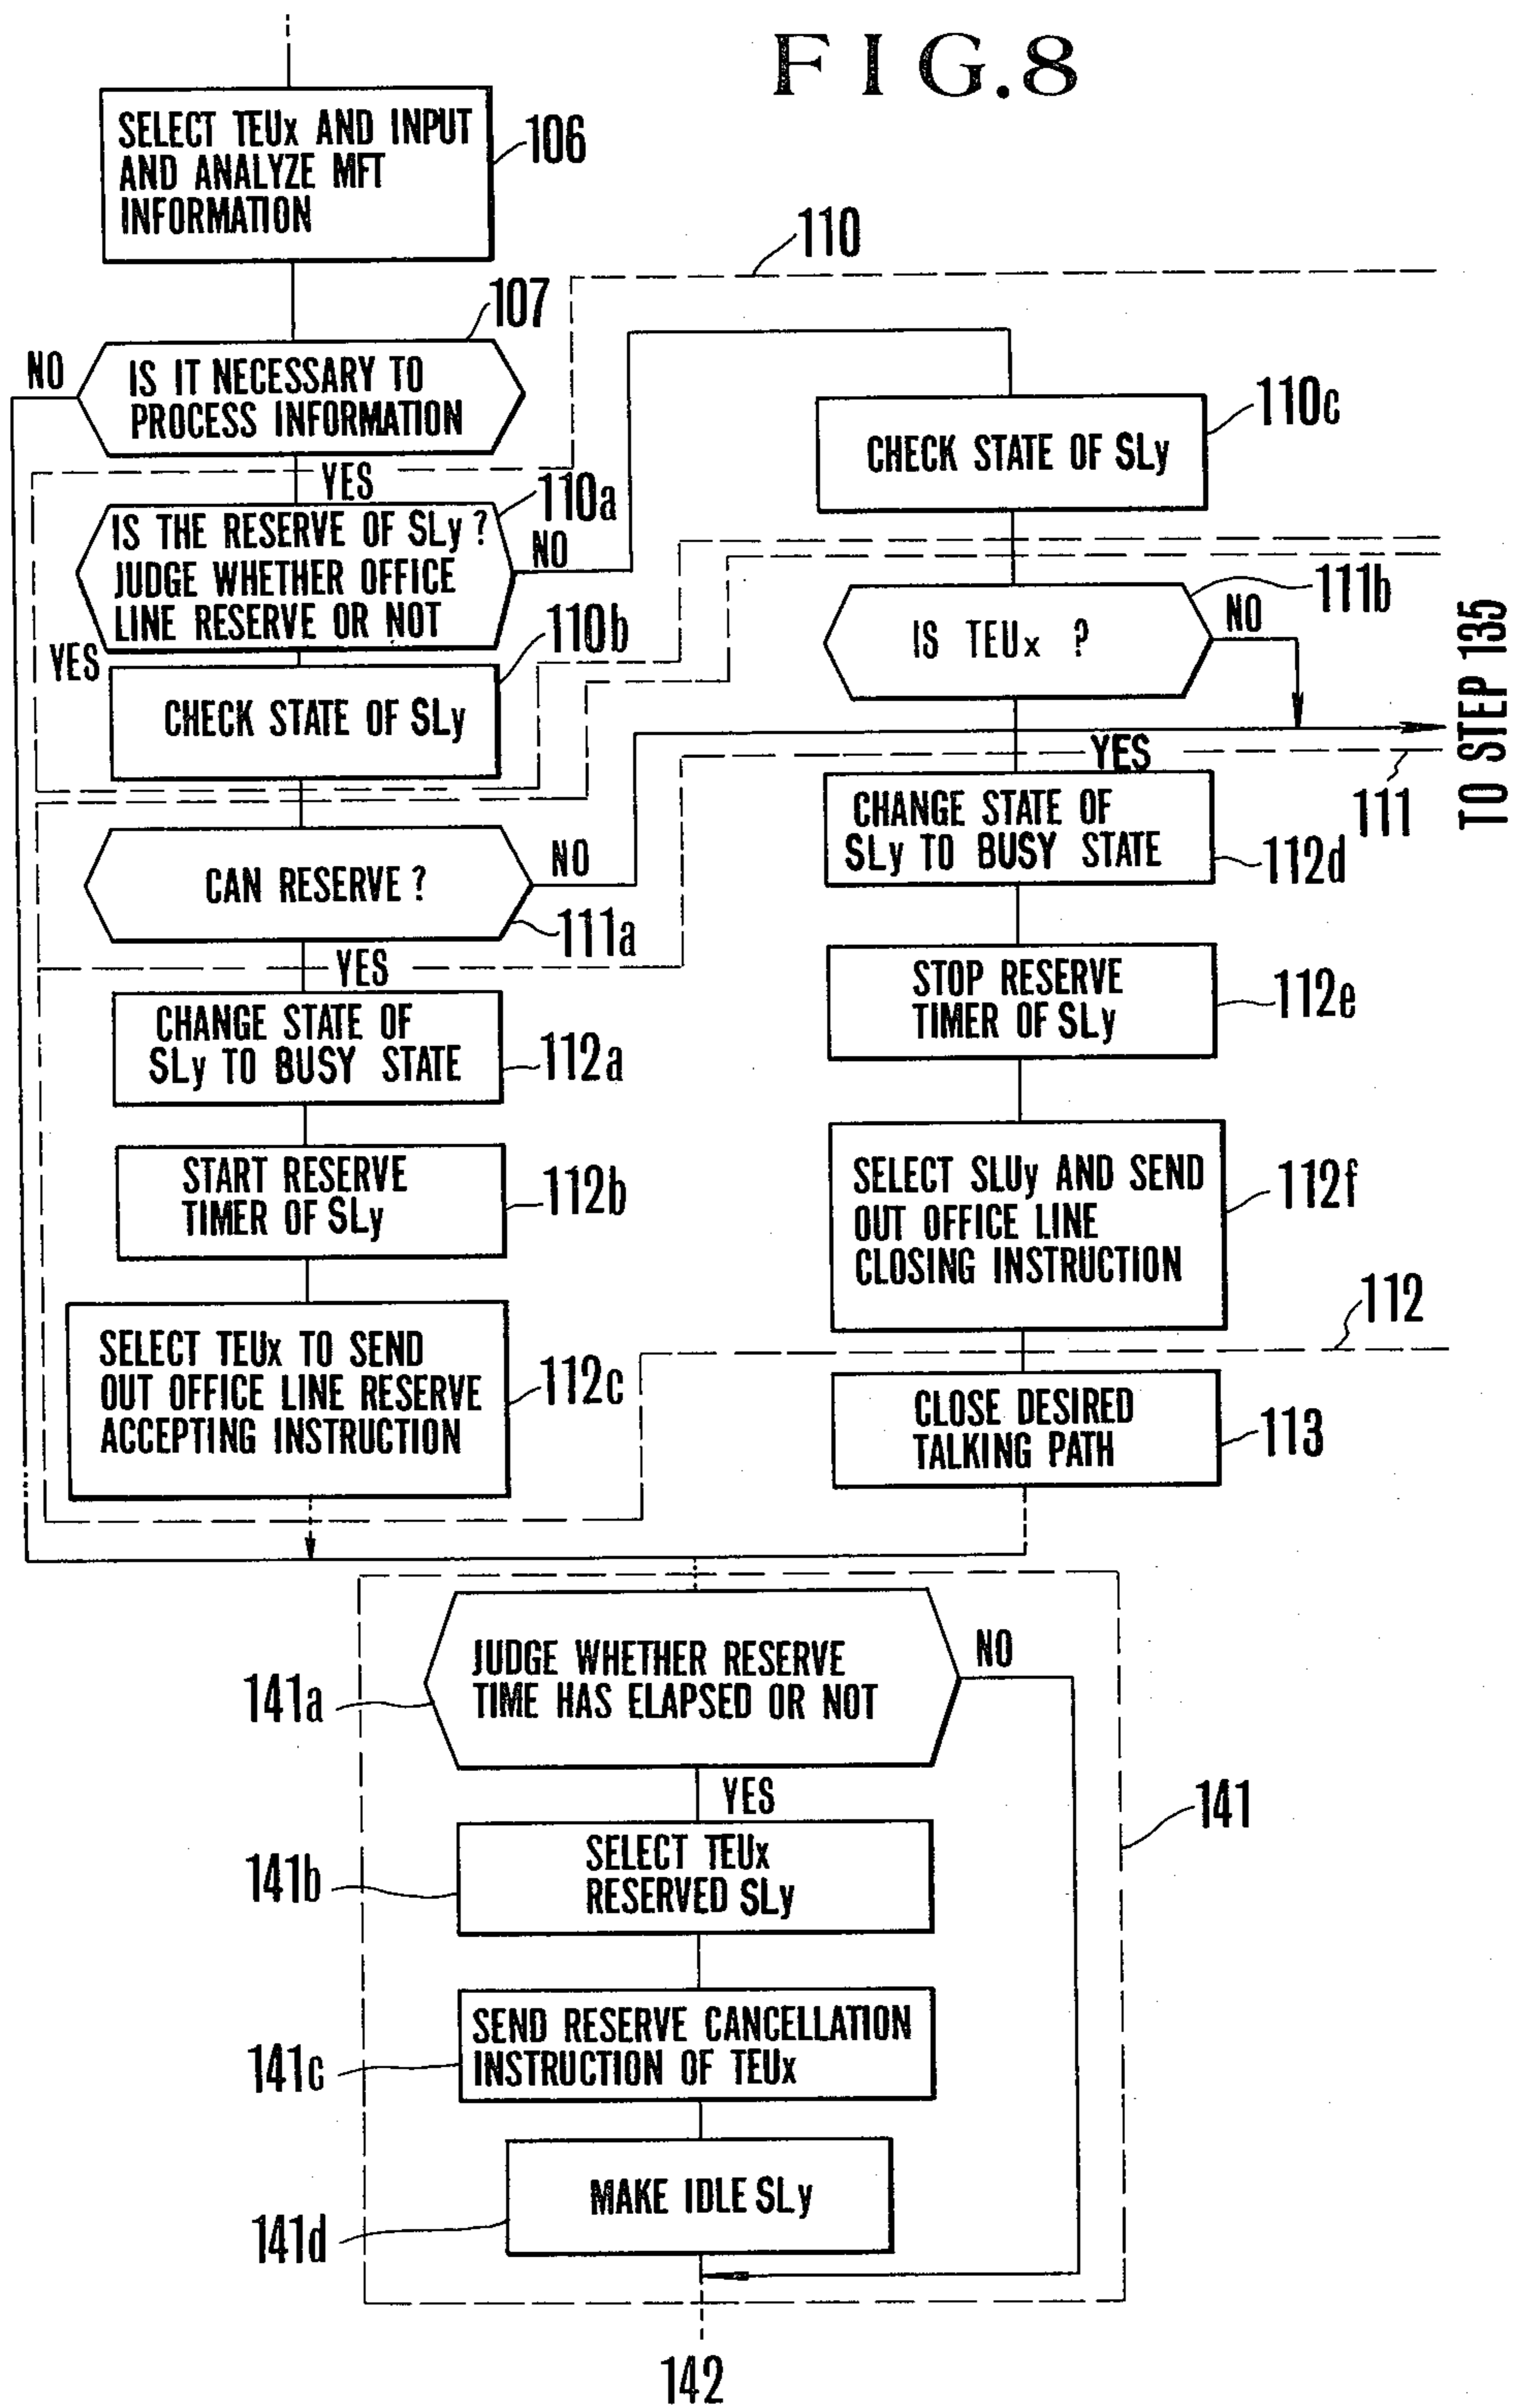 FIG.8
SELECT TEUx AND INPUT
AND ANALYZE MFT
INFORMATION
106
110
107
NO
IS IT NECESSARY TO
PROCESS INFORMATION
YES
110a
IS THE RESERVE OF SLy?
JUDGE WHETHER OFFICE
LINE RESERVE OR NOT
NO
YES
110b
CHECK STATE OF SLy
110c
CHECK STATE OF SLy
111b
IS TEUx ?
NO
TO STEP 135
YES
111
CAN RESERVE?
NO
111a
YES
CHANGE STATE OF
SLy TO BUSY STATE
112a
START RESERVE
TIMER OF SLy
112b
SELECT TEUx TO SEND
OUT OFFICE LINE RESERVE
ACCEPTING INSTRUCTION
112c
CHANGE STATE OF
SLy TO BUSY STATE
112d
STOP RESERVE
TIMER OF SLy
112e
SELECT SLUy AND SEND
OUT OFFICE LINE
CLOSING INSTRUCTION
112f
112
CLOSE DESIRED
TALKING PATH
113
JUDGE WHETHER RESERVE
TIME HAS ELAPSED OR NOT
NO
141a
YES
141
SELECT TEUx
RESERVED SLy
141b
SEND RESERVE CANCELLATION
INSTRUCTION OF TEUx
141c
MAKE IDLE SLy
141d
142